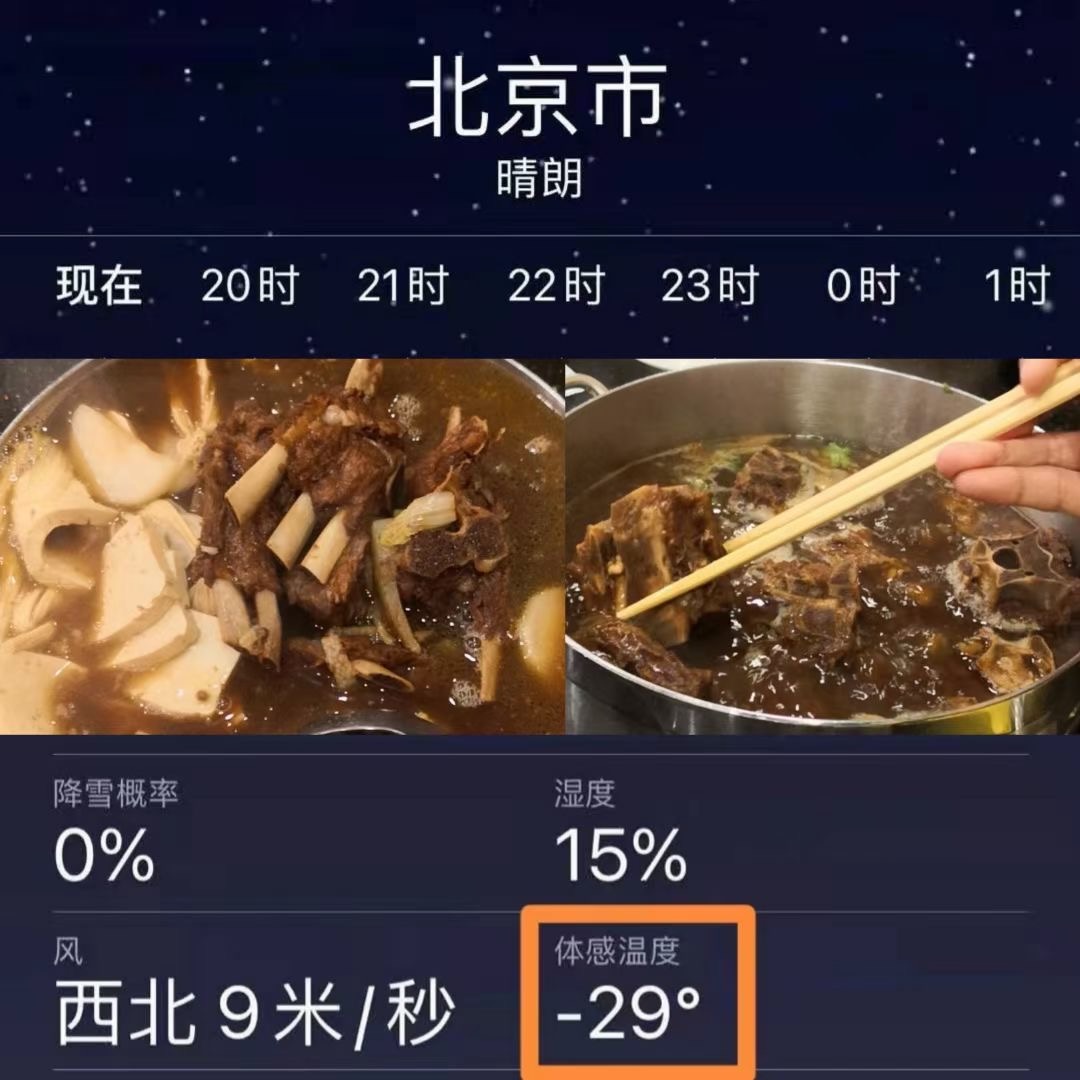 北京市
晴朗
现在 20时 21时 22时 23时 0时 1时
降雪概率 湿度
0% 15%
风 体感温度
西北 9 米/秒 -29°